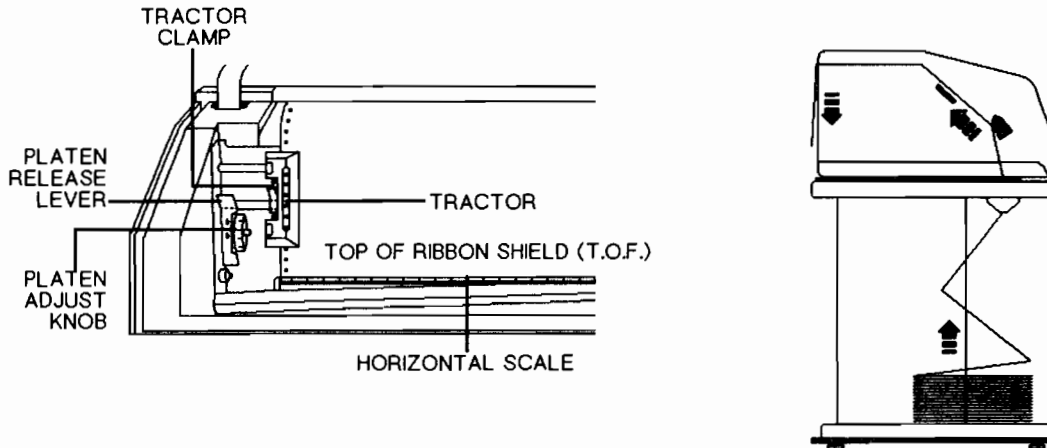 TRACTOR
CLAMP
PLATEN
RELEASE
LEVER
TRACTOR
TOP OF RIBBON SHIELD (T.O.F.)
PLATEN
ADJUST
KNOB
HORIZONTAL SCALE